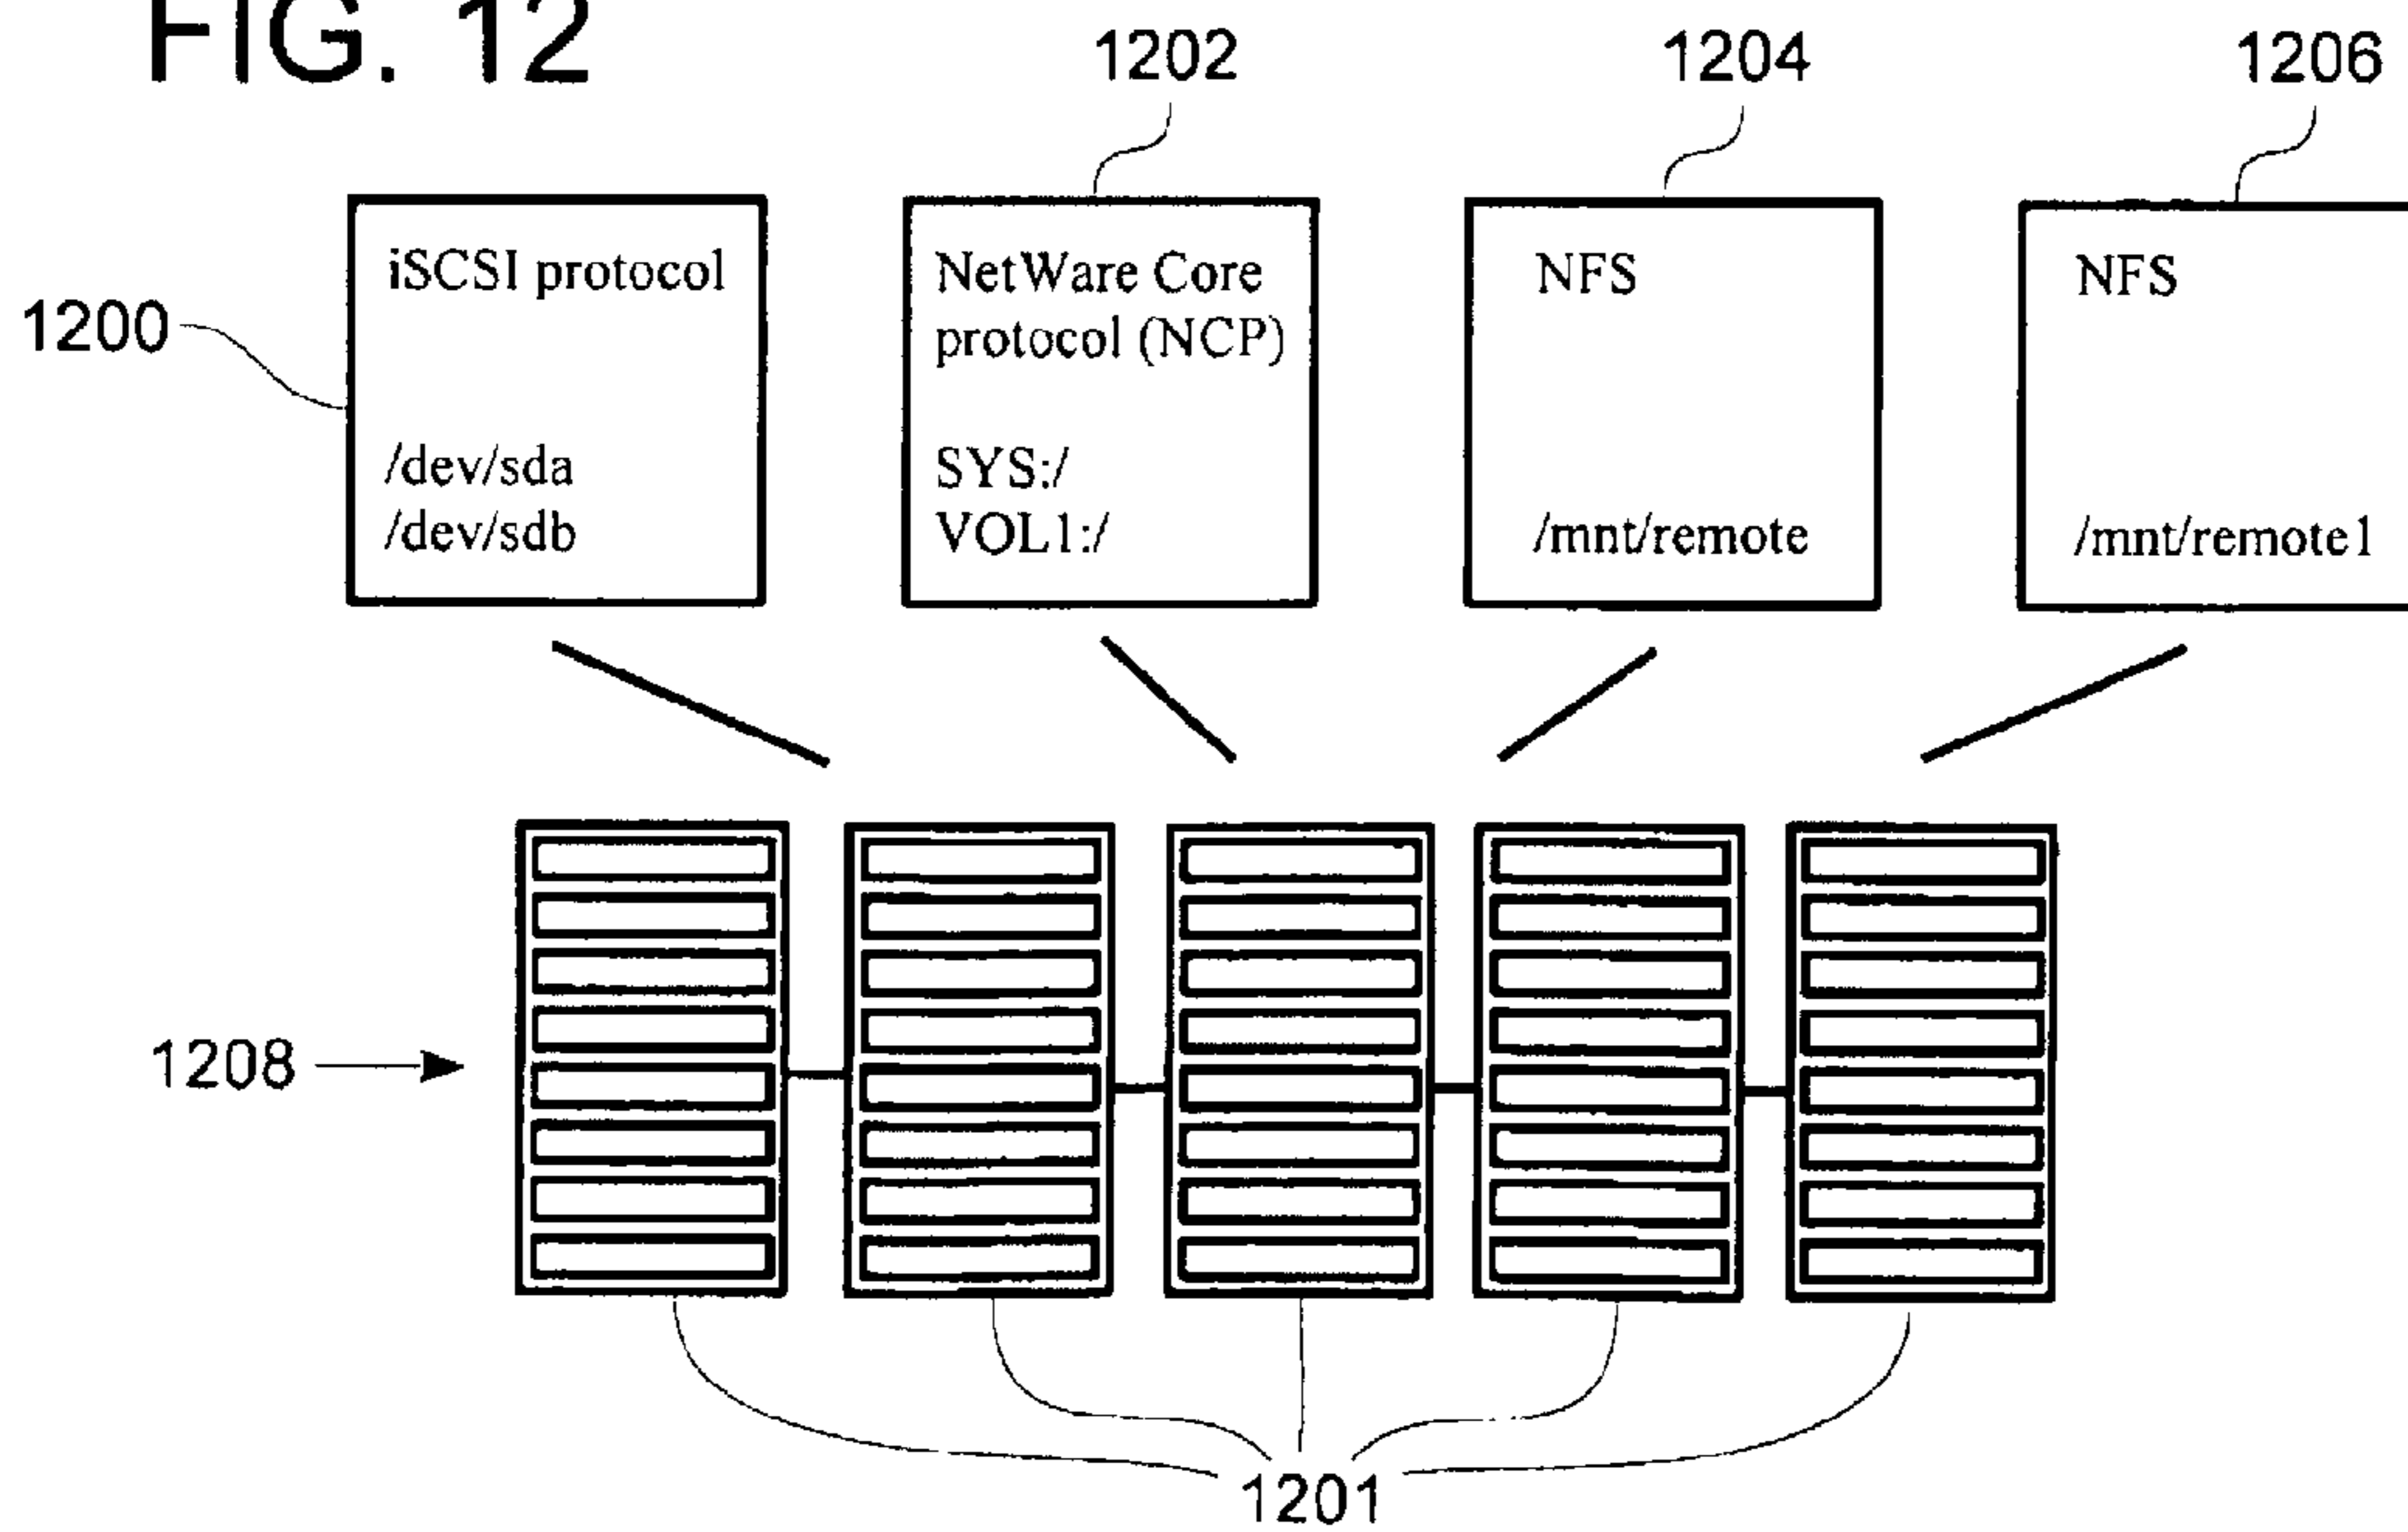 FIG. 12
1202
1204
1206
1200
iSCSI protocol
/dev/sda
/dev/sdb
NetWare Core
protocol (NCP)
SYS:/
VOL1:/
NFS
/mnt/remote
NFS
/mnt/remote1
1208
1201